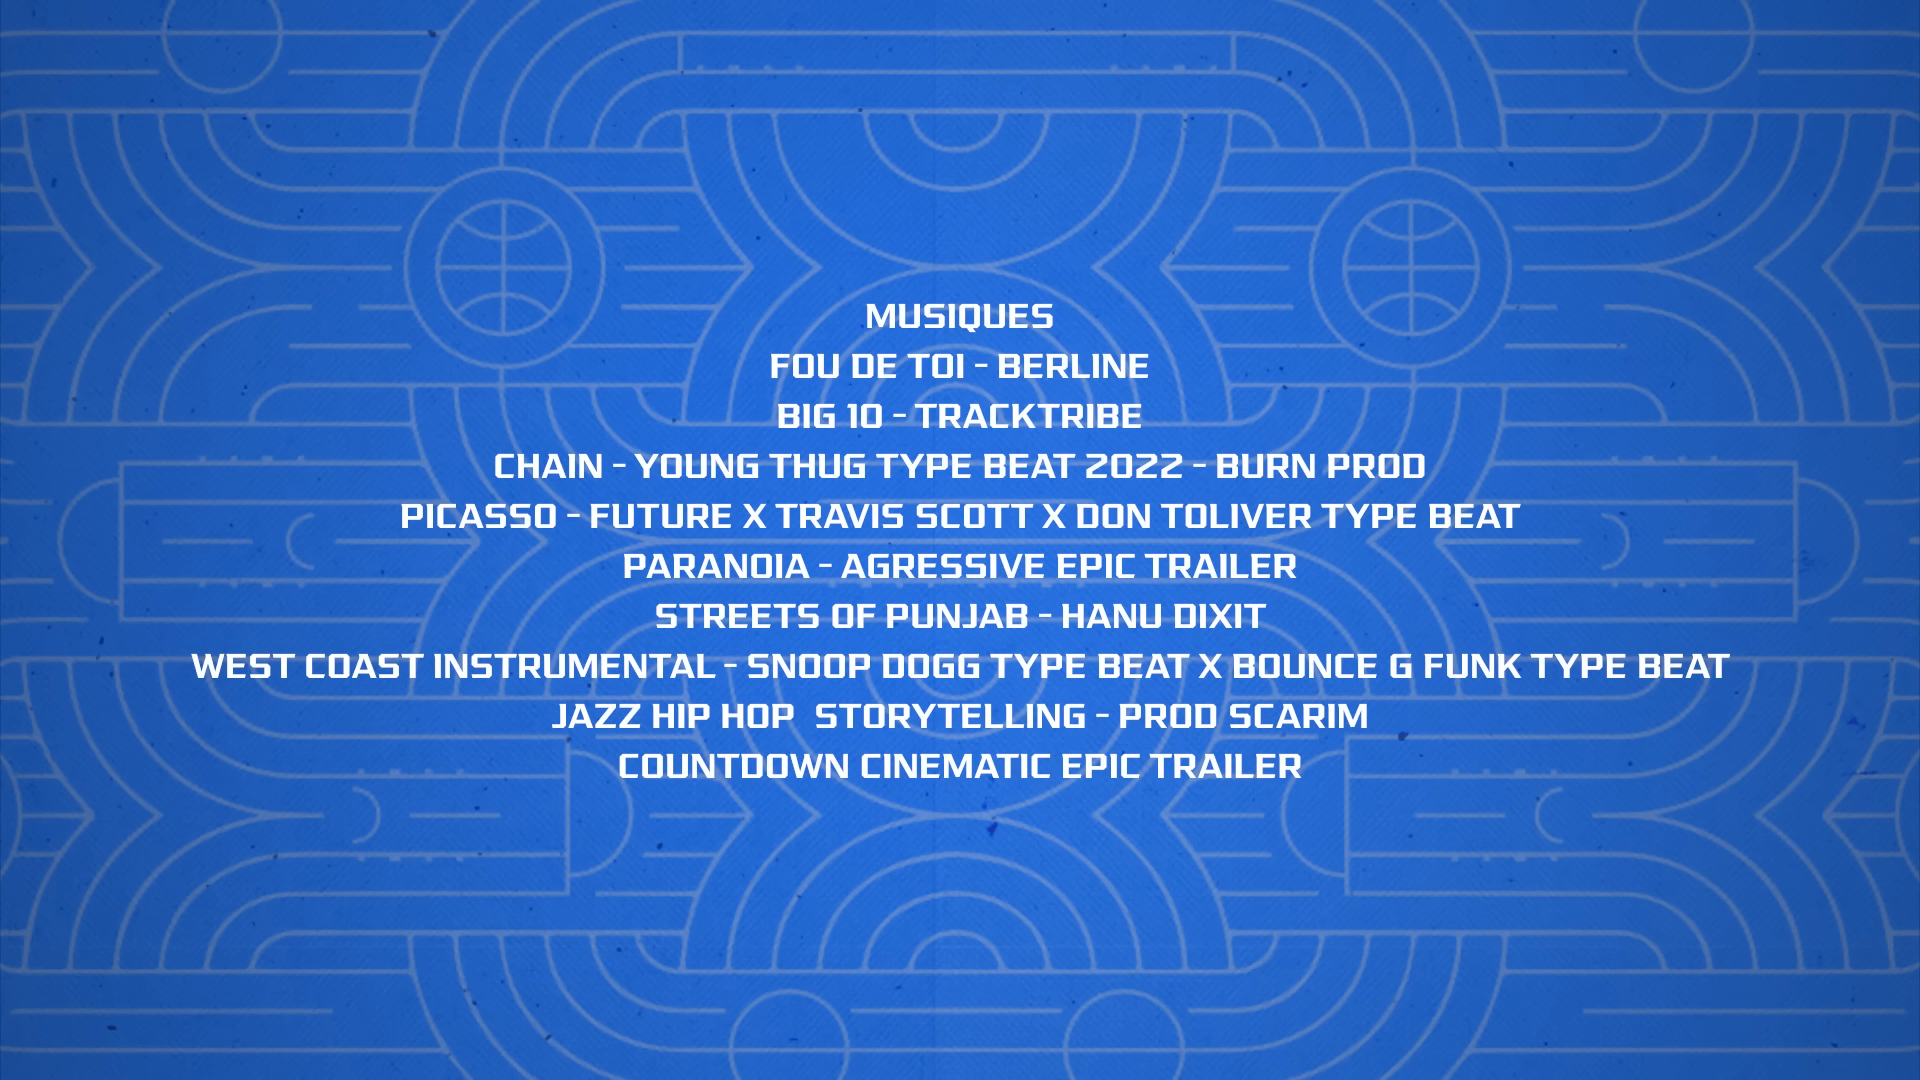 MUSIQUES
FOU DE TOI - BERLINE
BIG 10 - TRACKTRIBE
CHAIN - YOUNG THUG TYPE BEAT 2022 - BURN PROD
PICASSO - FUTURE X TRAVIS SCOTT X DON TOLIVER TYPE BEAT
PARANOIA - AGRESSIVE EPIC TRAILER
STREETS OF PUNJAB - HANU DIXIT
WEST COAST INSTRUMENTAL - SNOOP DOGG TYPE BEAT X BOUNCE G FUNK TYPE BEAT
JAZZ HIP HOP  STORYTELLING - PROD SCARIM
COUNTDOWN CINEMATIC EPIC TRAILER